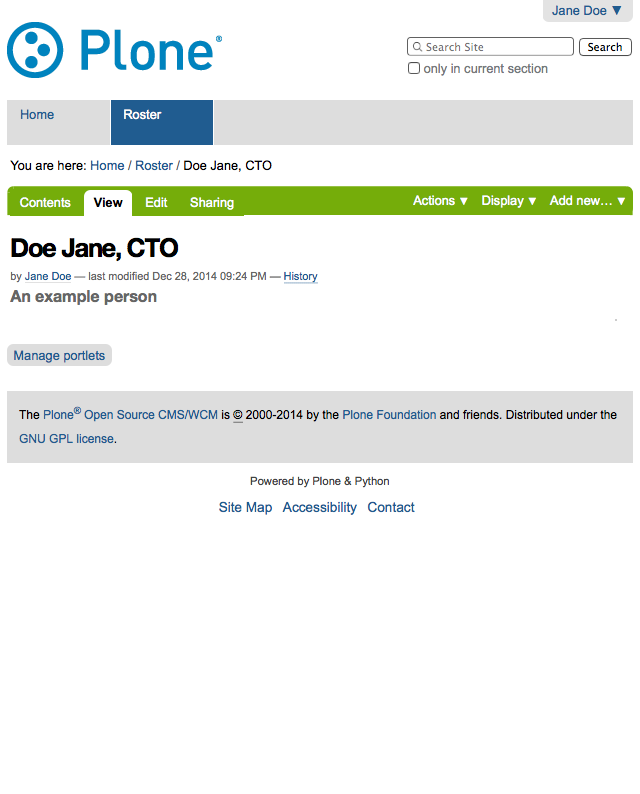 Jane Doe ▼
Plone®
Search Site
Search
only in current section
Home
Roster
You are here: Home / Roster / Doe Jane, CTO
Contents View Edit Sharing Actions ▼ Display ▼ Add new… ▼
Doe Jane, CTO
by Jane Doe — last modified Dec 28, 2014 09:24 PM — History
An example person
Manage portlets
The Plone® Open Source CMS/WCM is © 2000-2014 by the Plone Foundation and friends. Distributed under the
GNU GPL license.
Powered by Plone & Python
Site Map Accessibility Contact